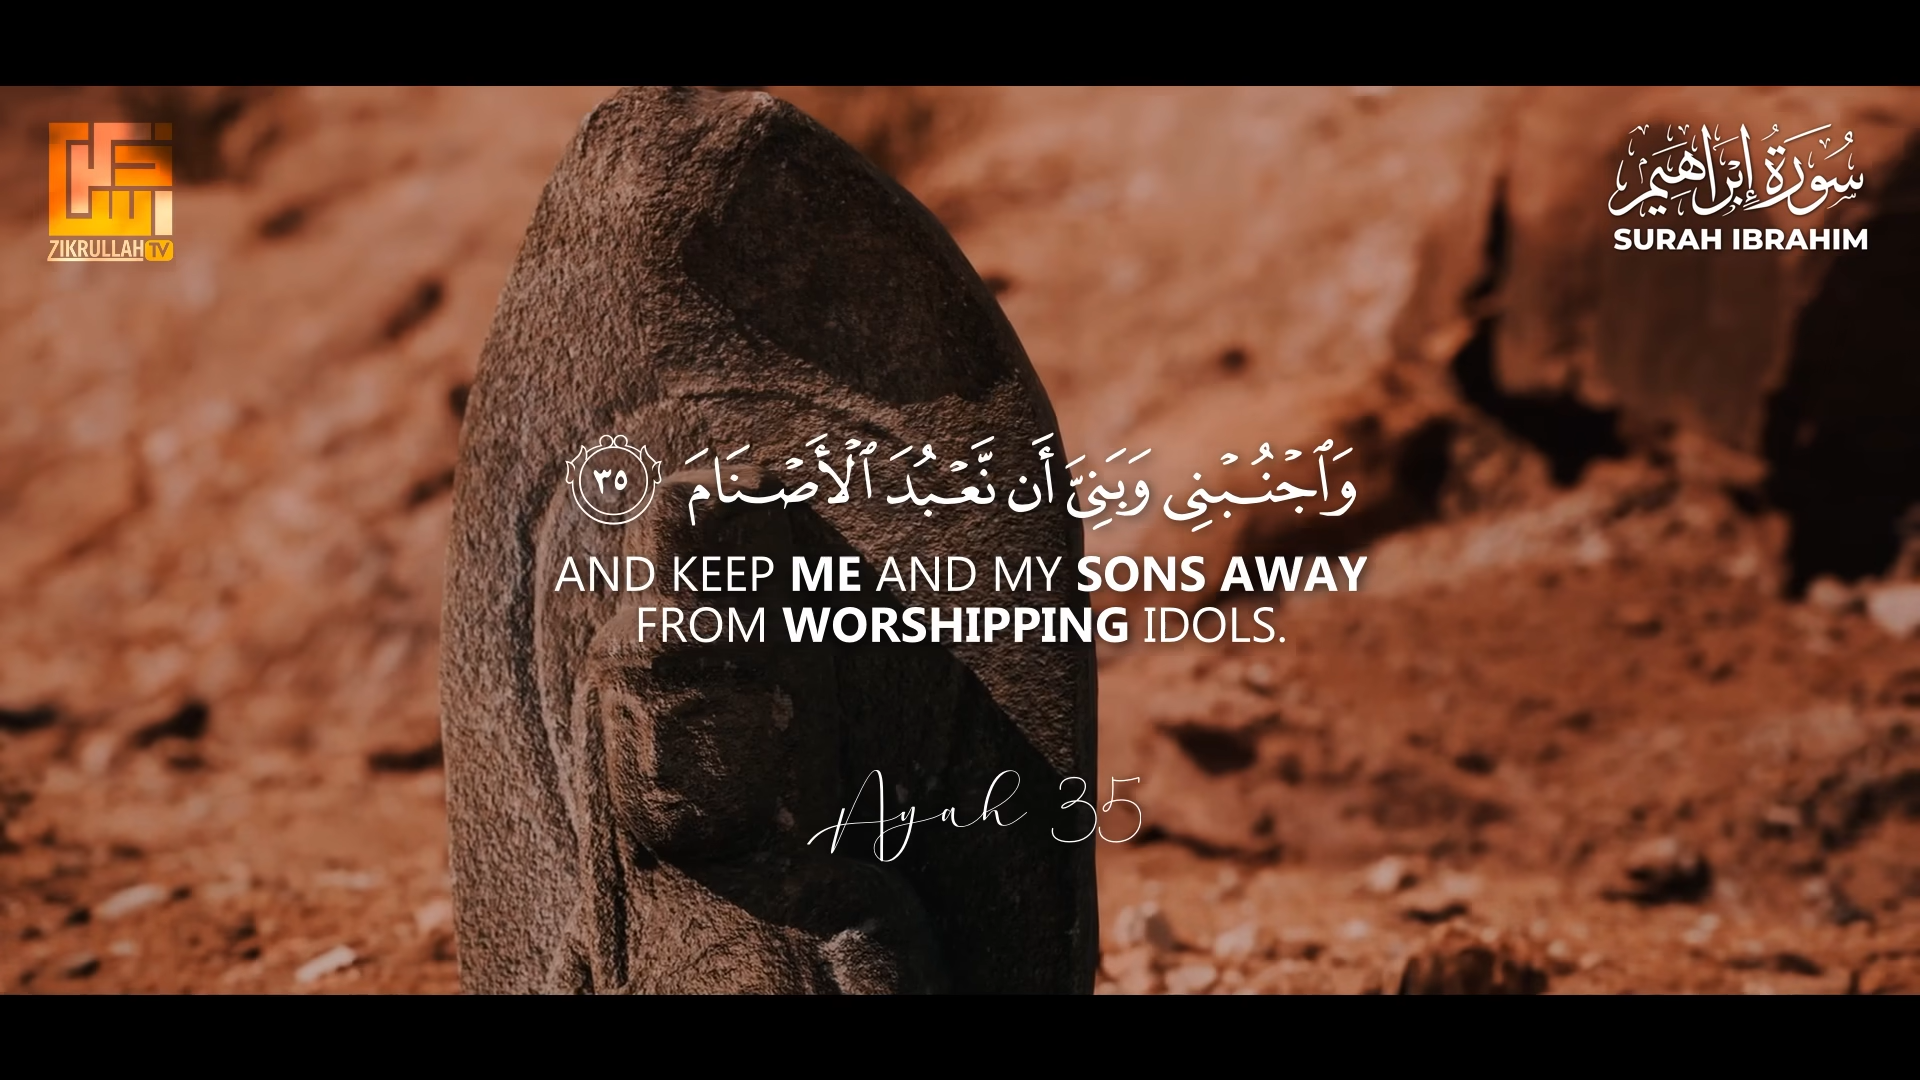 ZIKRULLAH TV
سُورَةُ إِبْرَاهِيم
SURAH IBRAHIM
وَٱجْنُبْنِى وَبَنِىَّ أَن نَّعْبُدَ ٱلْأَصْنَامَ ٣٥
AND KEEP ME AND MY SONS AWAY
FROM WORSHIPPING IDOLS.
Ayah 35